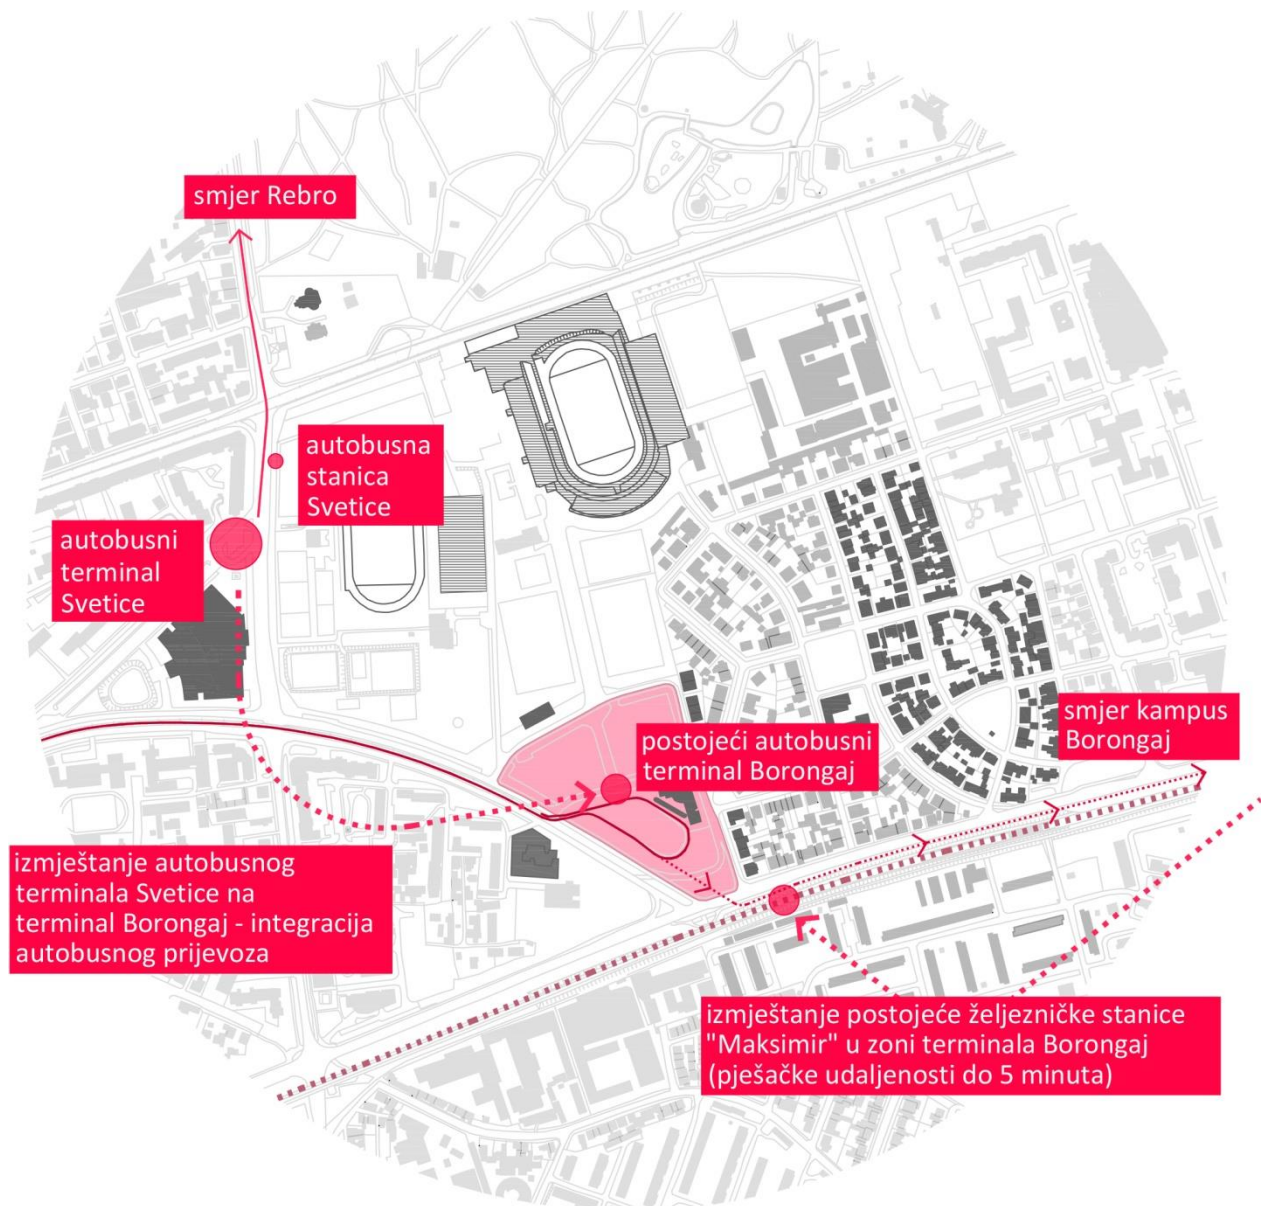 smjer Rebro
autobusna
stanica
Svetice
autobusni
terminal
Svetice
smjer kampus
Borongaj
postojeći autobusni
terminal Borongaj
izmještanje autobusnog
terminala Svetice na
terminal Borongaj - integracija
autobusnog prijevoza
izmještanje postojeće željezničke stanice
"Maksimir" u zoni terminala Borongaj
(pješačke udaljenosti do 5 minuta)